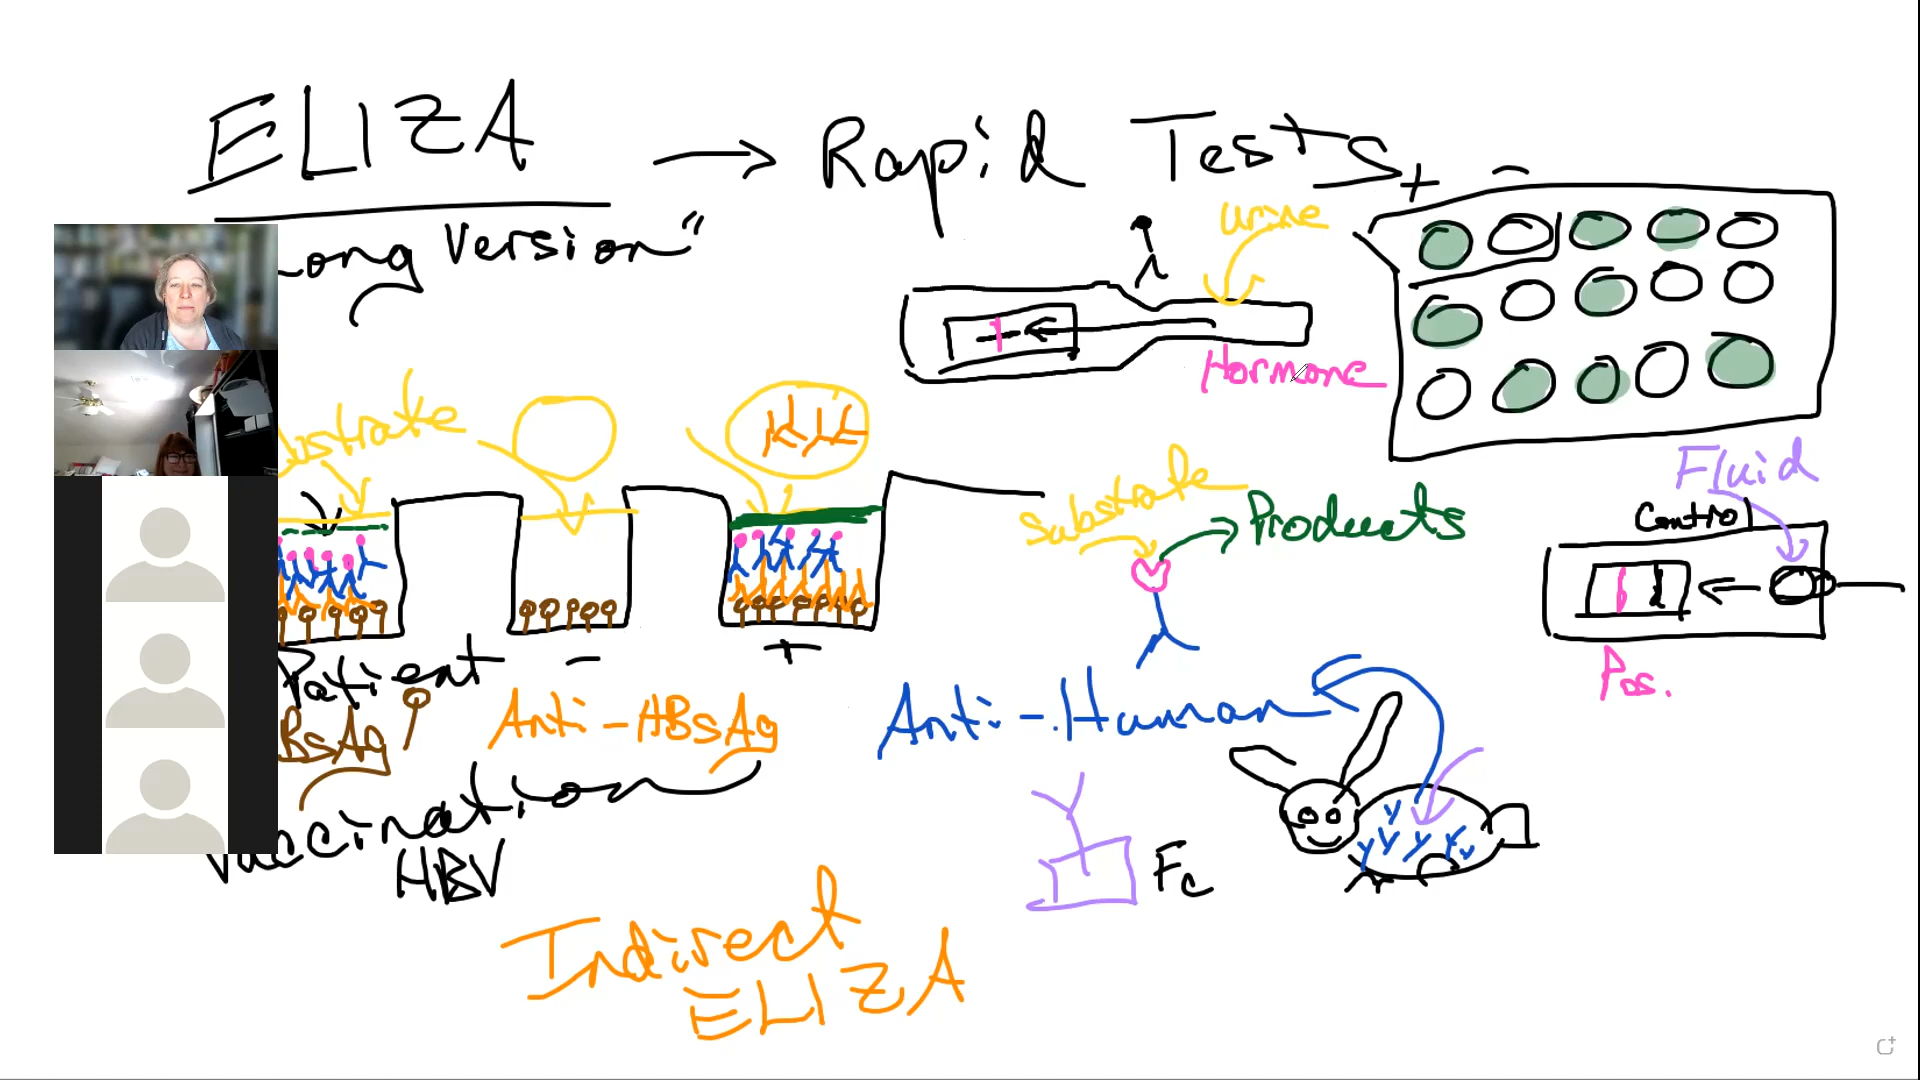 ELIZA → Rapid Tests
Long Version"
+ −
urine
Hormone
Substrate
Fluid
Substrate
Products
Control
Patient
−
+
Pos.
BsAg
Anti-HBsAg
Anti-Human
Vaccination
HBV
Fc
Indirect
ELIZA